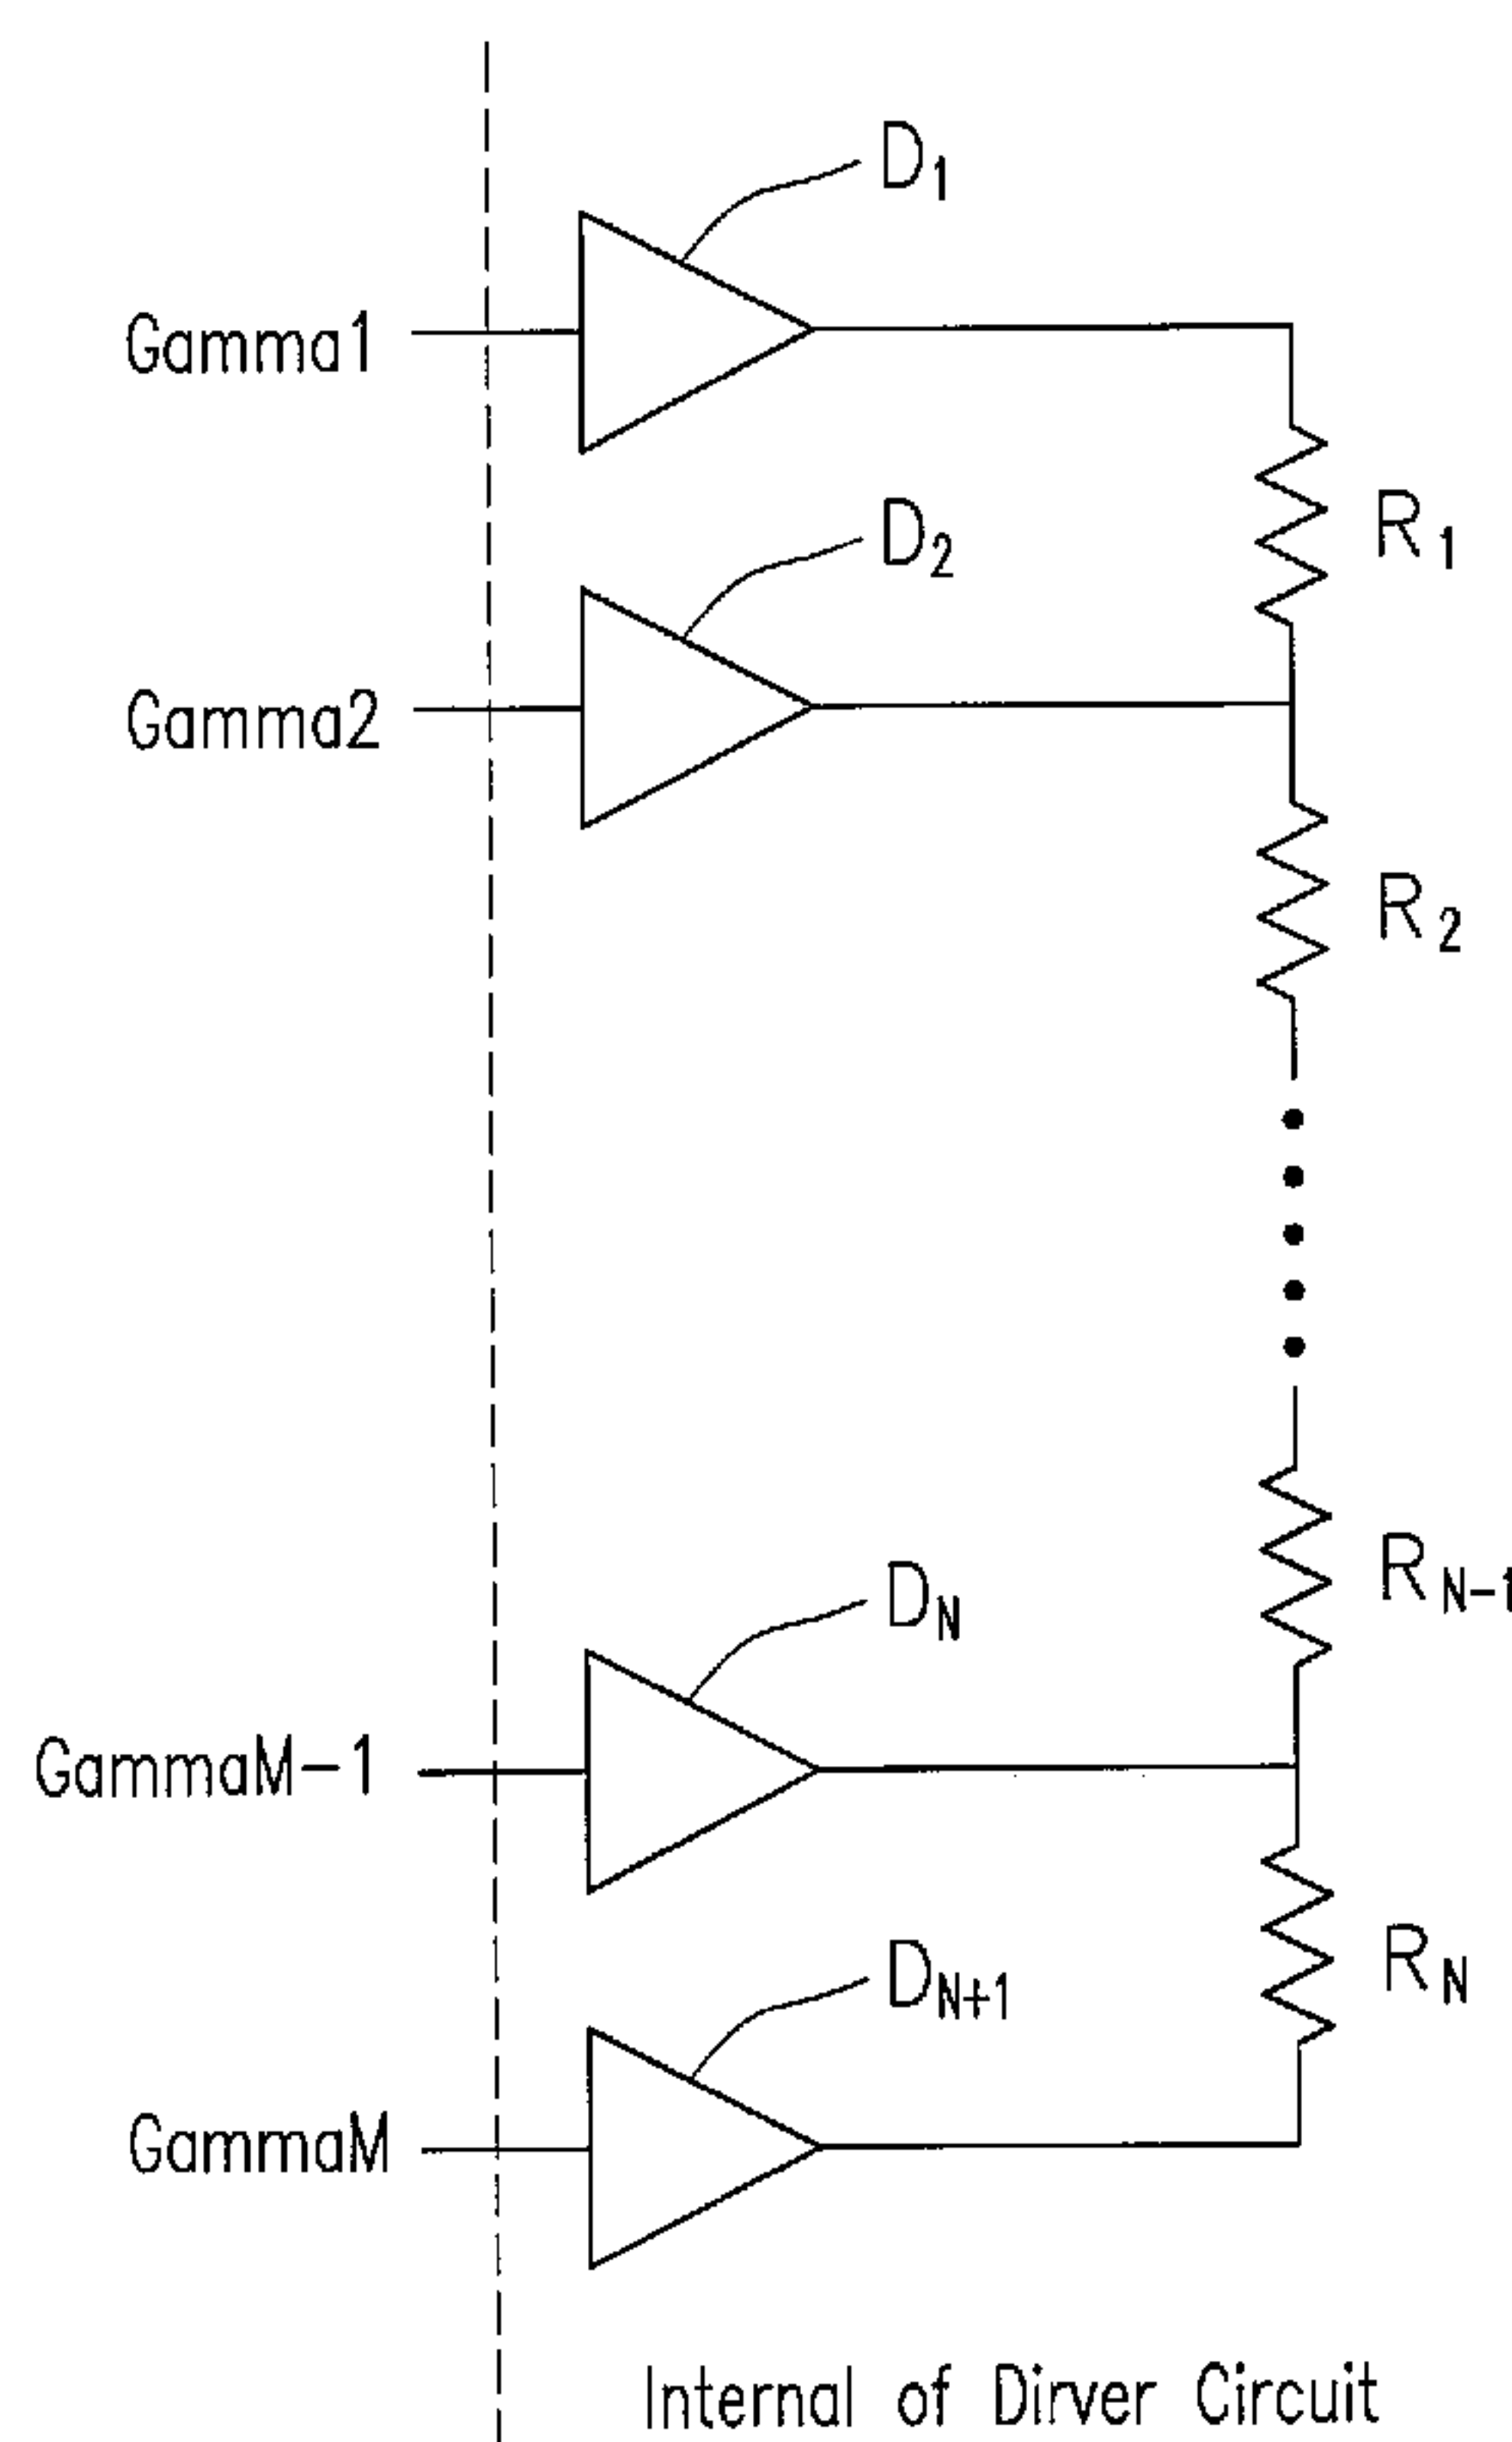 D1
Gamma1
R1
D2
Gamma2
R2
RN-1
DN
GammaM-1
RN
DN+1
GammaM
Internal of Dirver Circuit